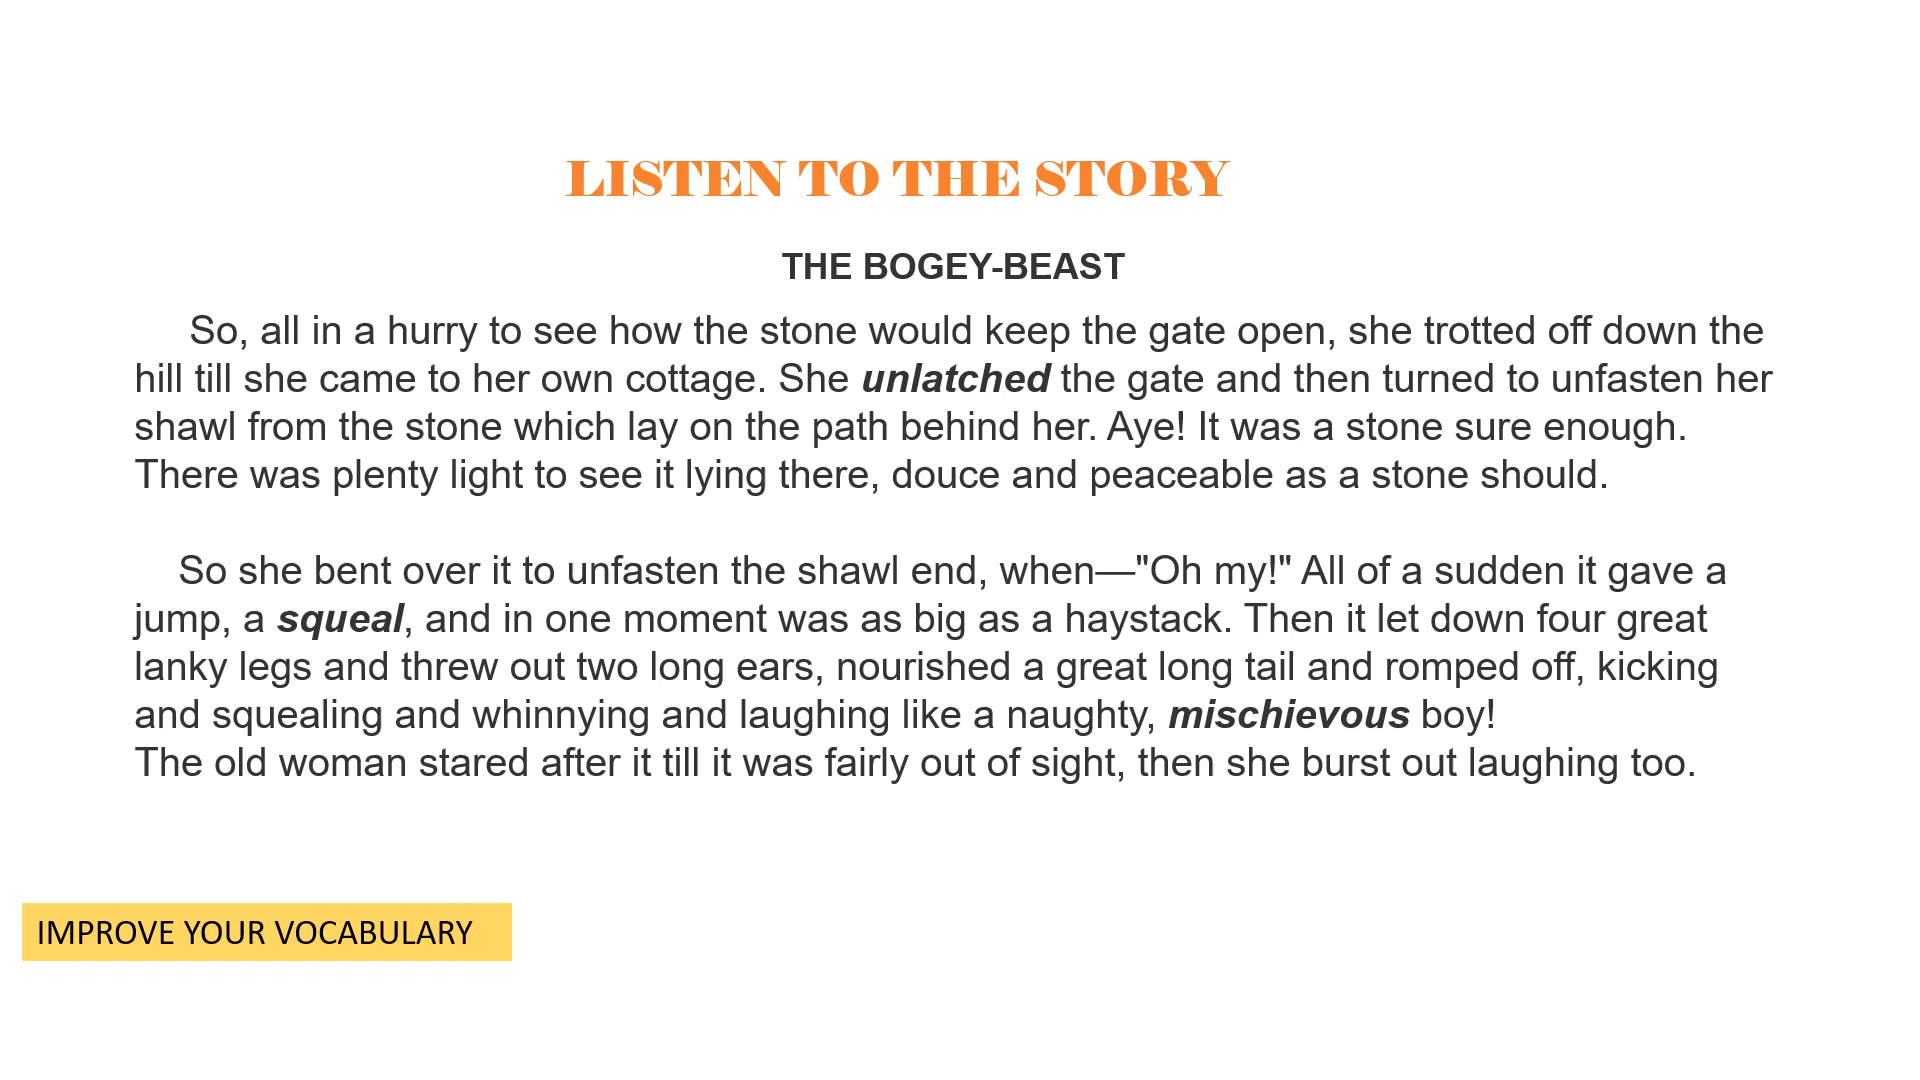 LISTEN TO THE STORY
THE BOGEY-BEAST
So, all in a hurry to see how the stone would keep the gate open, she trotted off down the
hill till she came to her own cottage. She unlatched the gate and then turned to unfasten her
shawl from the stone which lay on the path behind her. Aye! It was a stone sure enough.
There was plenty light to see it lying there, douce and peaceable as a stone should.
So she bent over it to unfasten the shawl end, when—"Oh my!" All of a sudden it gave a
jump, a squeal, and in one moment was as big as a haystack. Then it let down four great
lanky legs and threw out two long ears, nourished a great long tail and romped off, kicking
and squealing and whinnying and laughing like a naughty, mischievous boy!
The old woman stared after it till it was fairly out of sight, then she burst out laughing too.
IMPROVE YOUR VOCABULARY